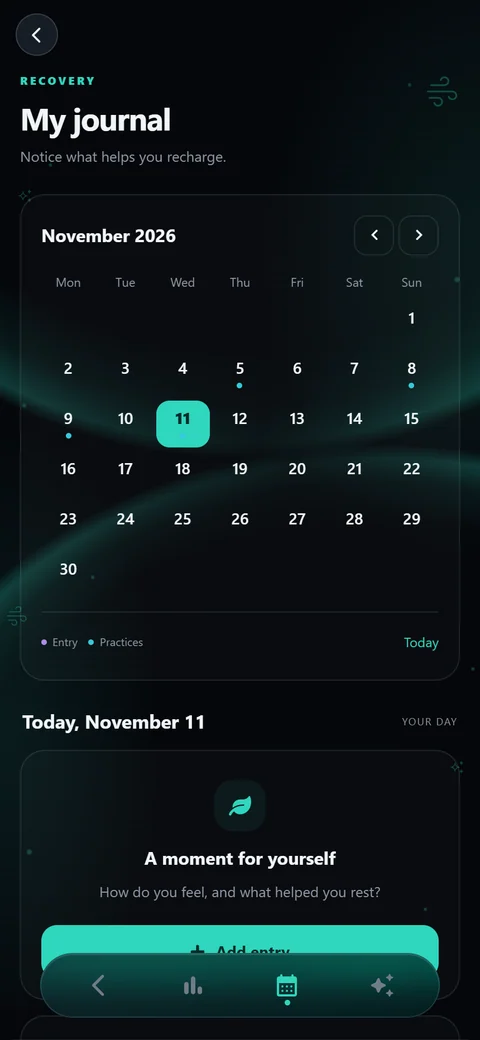 RECOVERY
My journal
Notice what helps you recharge.
November 2026
Mon Tue Wed Thu Fri Sat Sun
1
2 3 4 5 6 7 8
9 10 11 12 13 14 15
16 17 18 19 20 21 22
23 24 25 26 27 28 29
30
Entry Practices Today
Today, November 11 YOUR DAY
A moment for yourself
How do you feel, and what helped you rest?
+ Add entry